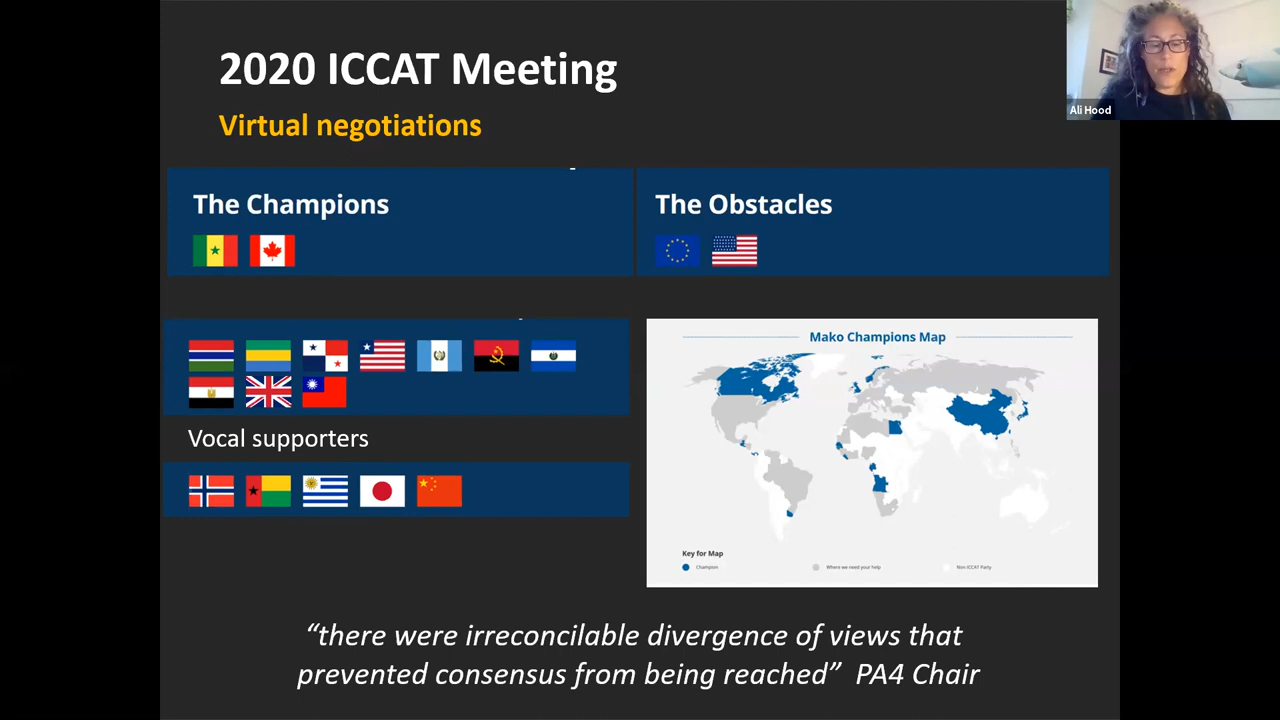 2020 ICCAT Meeting
Virtual negotiations
Ali Hood
The Champions
The Obstacles
Vocal supporters
Mako Champions Map
Key for Map
Champion
Where we need your help
Non ICCAT Party
“there were irreconcilable divergence of views that
prevented consensus from being reached” PA4 Chair